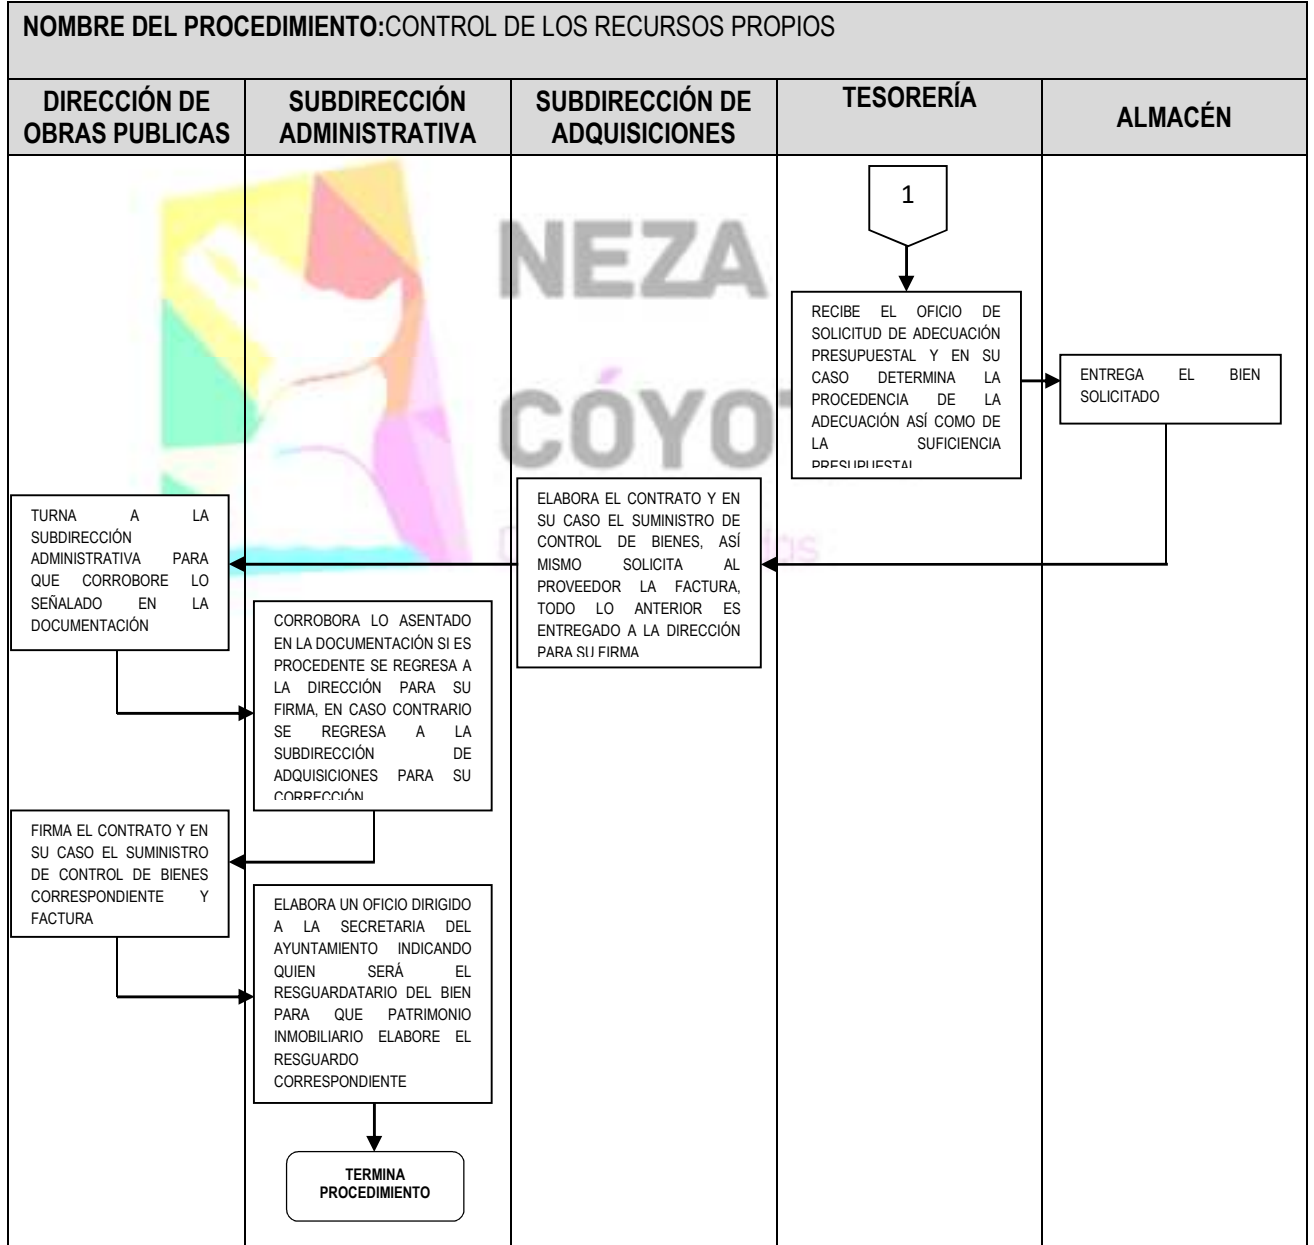 NOMBRE DEL PROCEDIMIENTO:CONTROL DE LOS RECURSOS PROPIOS
DIRECCIÓN DE
OBRAS PUBLICAS
SUBDIRECCIÓN
ADMINISTRATIVA
SUBDIRECCIÓN DE
ADQUISICIONES
TESORERÍA
ALMACÉN
1
NEZA
CÓYO
RECIBE EL OFICIO DE
SOLICITUD DE ADECUACIÓN
PRESUPUESTAL Y EN SU
CASO DETERMINA LA
PROCEDENCIA DE LA
ADECUACIÓN ASÍ COMO DE
LA SUFICIENCIA
PRESUPUESTAL
ENTREGA EL BIEN
SOLICITADO
ELABORA EL CONTRATO Y EN
SU CASO EL SUMINISTRO DE
CONTROL DE BIENES, ASÍ
MISMO SOLICITA AL
PROVEEDOR LA FACTURA,
TODO LO ANTERIOR ES
ENTREGADO A LA DIRECCIÓN
PARA SU FIRMA
TURNA A LA
SUBDIRECCIÓN
ADMINISTRATIVA PARA
QUE CORROBORE LO
SEÑALADO EN LA
DOCUMENTACIÓN
CORROBORA LO ASENTADO
EN LA DOCUMENTACIÓN SI ES
PROCEDENTE SE REGRESA A
LA DIRECCIÓN PARA SU
FIRMA, EN CASO CONTRARIO
SE REGRESA A LA
SUBDIRECCIÓN DE
ADQUISICIONES PARA SU
CORRECCIÓN
FIRMA EL CONTRATO Y EN
SU CASO EL SUMINISTRO
DE CONTROL DE BIENES
CORRESPONDIENTE Y
FACTURA
ELABORA UN OFICIO DIRIGIDO
A LA SECRETARIA DEL
AYUNTAMIENTO INDICANDO
QUIEN SERÁ EL
RESGUARDATARIO DEL BIEN
PARA QUE PATRIMONIO
INMOBILIARIO ELABORE EL
RESGUARDO
CORRESPONDIENTE
TERMINA
PROCEDIMIENTO